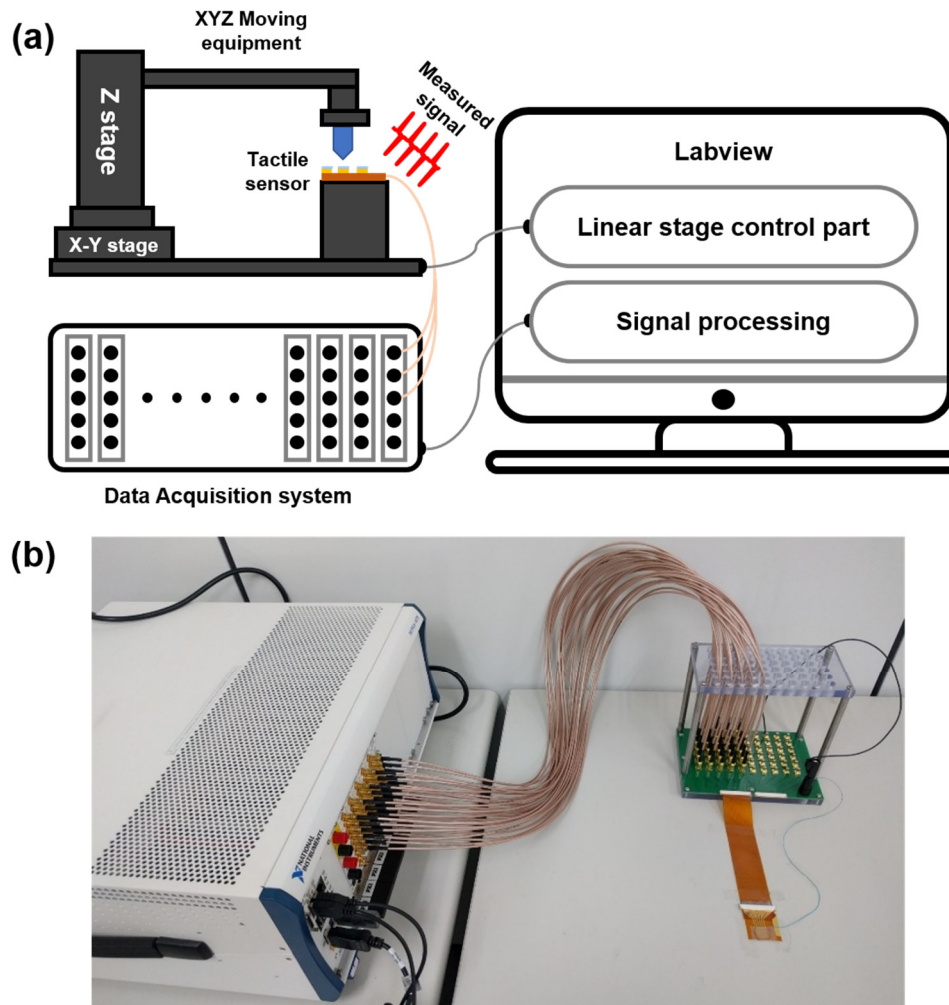 (a)
XYZ Moving
equipment
Z stage
X-Y stage
Tactile
sensor
Measured
signal
Labview
Linear stage control part
Signal processing
Data Acquisition system
(b)
NATIONAL
INSTRUMENTS